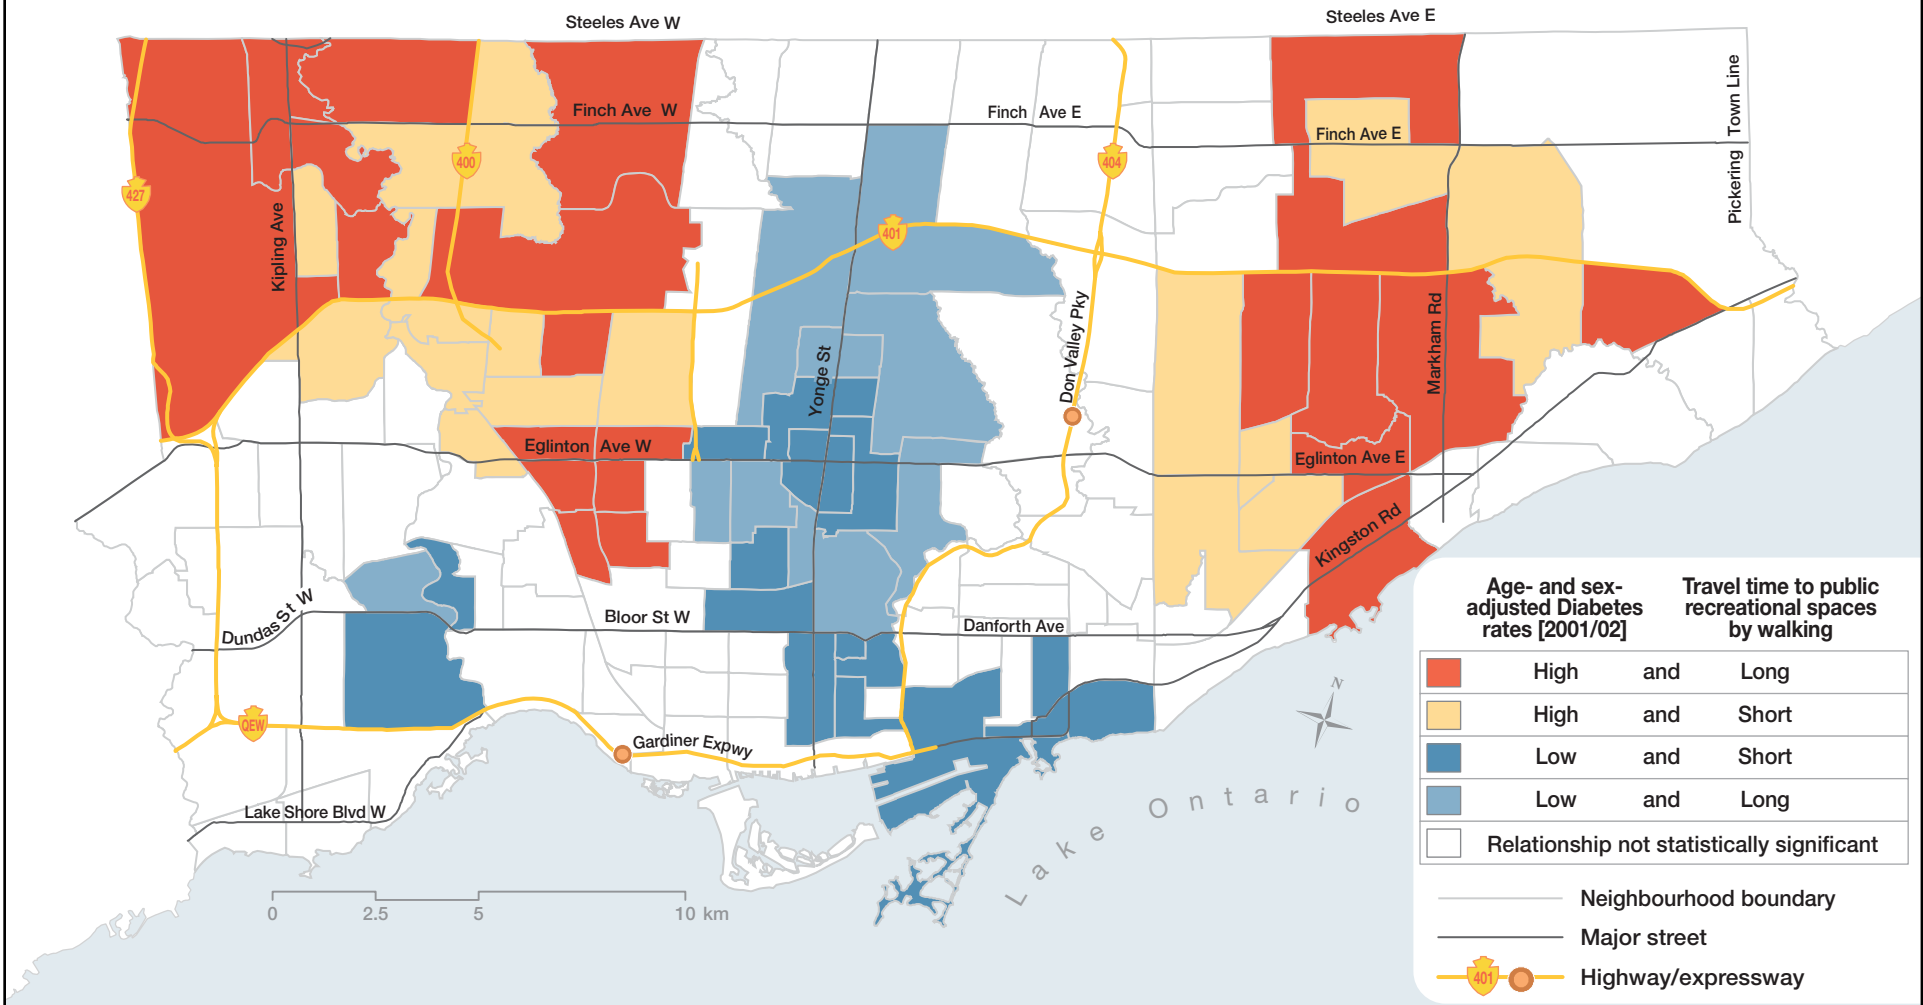 Steeles Ave W
Steeles Ave E
Finch Ave W
Finch Ave E
Finch Ave E
Pickering Town Line
427
400
404
401
Kipling Ave
Yonge St
Don Valley Pky
Markham Rd
Eglinton Ave W
Eglinton Ave E
Kingston Rd
Dundas St W
Bloor St W
Danforth Ave
QEW
Gardiner Expwy
Lake Shore Blvd W
Lake Ontario
N
0 2.5 5 10 km
Age- and sex-
adjusted Diabetes
rates [2001/02]
Travel time to public
recreational spaces
by walking
High and Long
High and Short
Low and Short
Low and Long
Relationship not statistically significant
Neighbourhood boundary
Major street
401 Highway/expressway